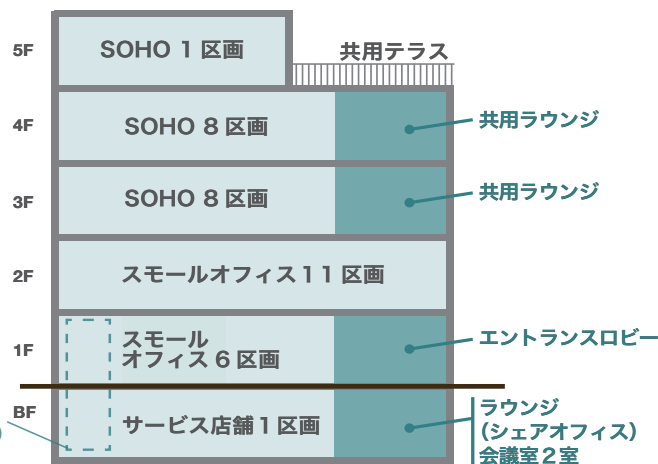 5F
SOHO 1 区画
共用テラス
4F
SOHO 8 区画
共用ラウンジ
3F
SOHO 8 区画
共用ラウンジ
2F
スモールオフィス11 区画
1F
スモール
オフィス 6 区画
エントランスロビー
BF
)
サービス店舗1区画
ラウンジ
(シェアオフィス)
会議室2室